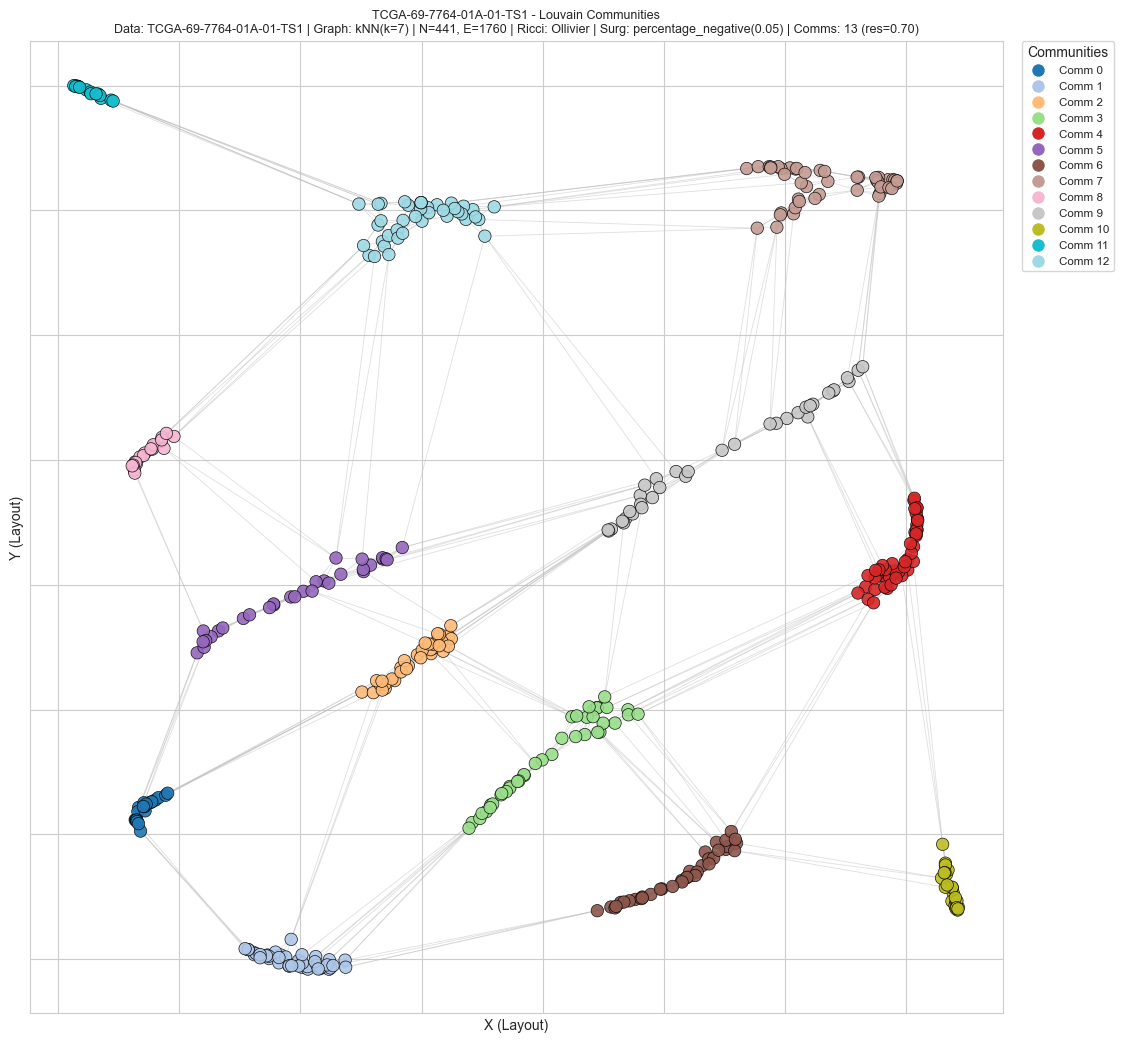 TCGA-69-7764-01A-01-TS1 - Louvain Communities
Data: TCGA-69-7764-01A-01-TS1 | Graph: kNN(k=7) | N=441, E=1760 | Ricci: Ollivier | Surg: percentage_negative(0.05) | Comms: 13 (res=0.70)
Communities
Comm 0
Comm 1
Comm 2
Comm 3
Comm 4
Comm 5
Comm 6
Comm 7
Comm 8
Comm 9
Comm 10
Comm 11
Comm 12
Y (Layout)
X (Layout)